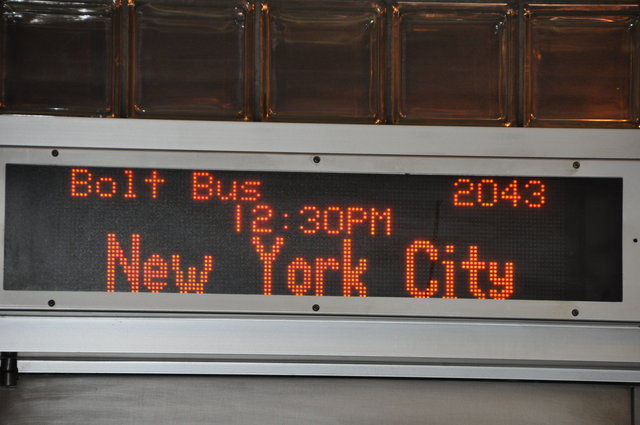 Bolt Bus 2043
12:30PM
New York City